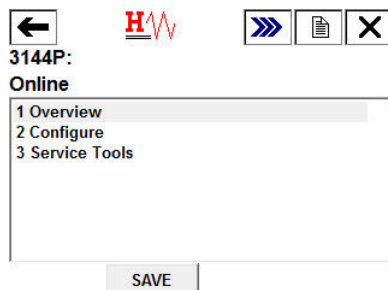 H
3144P:
Online
1 Overview
2 Configure
3 Service Tools
SAVE